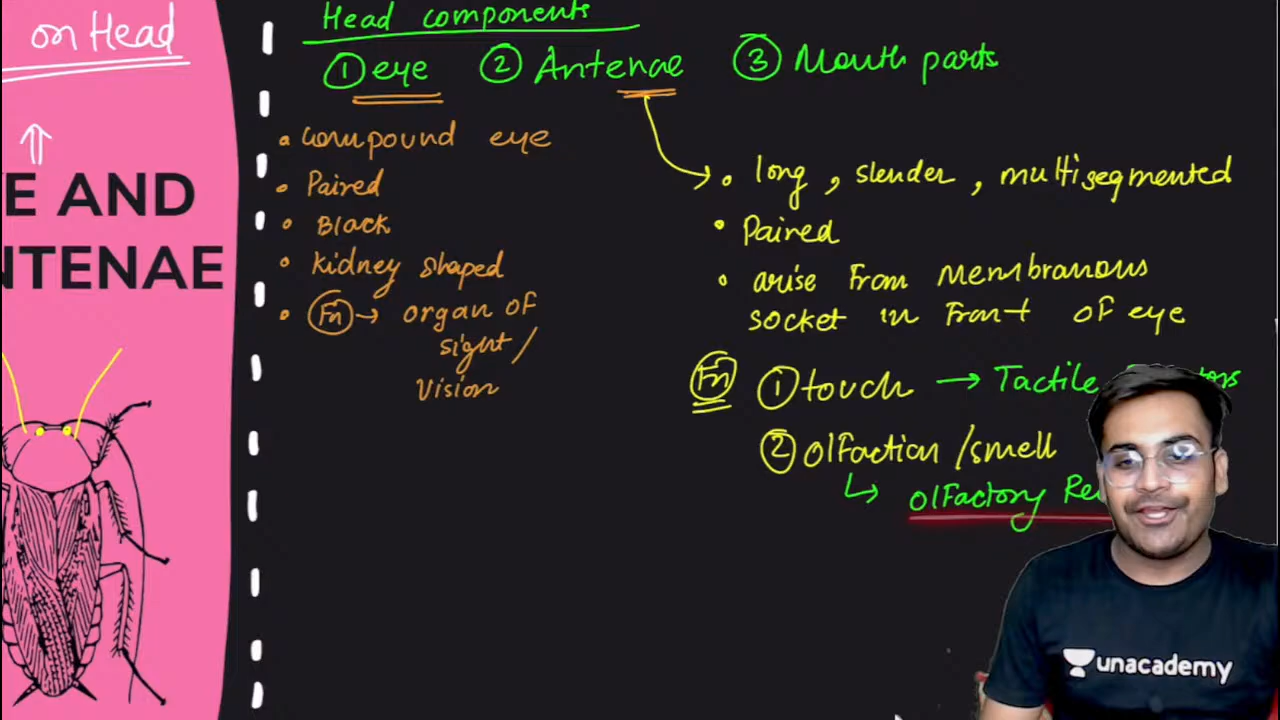 on Head
E AND
NTENAE
Head components
① eye ② Antenae ③ Mouth parts
• compound eye
• Paired
• Black
• Kidney shaped
• Fn → organ of
sight /
Vision
• long, slender, multisegmented
• Paired
• arise from membranous
socket in front of eye
Fn ① touch → Tactile
② olfaction /smell
↳ olfactory
unacademy